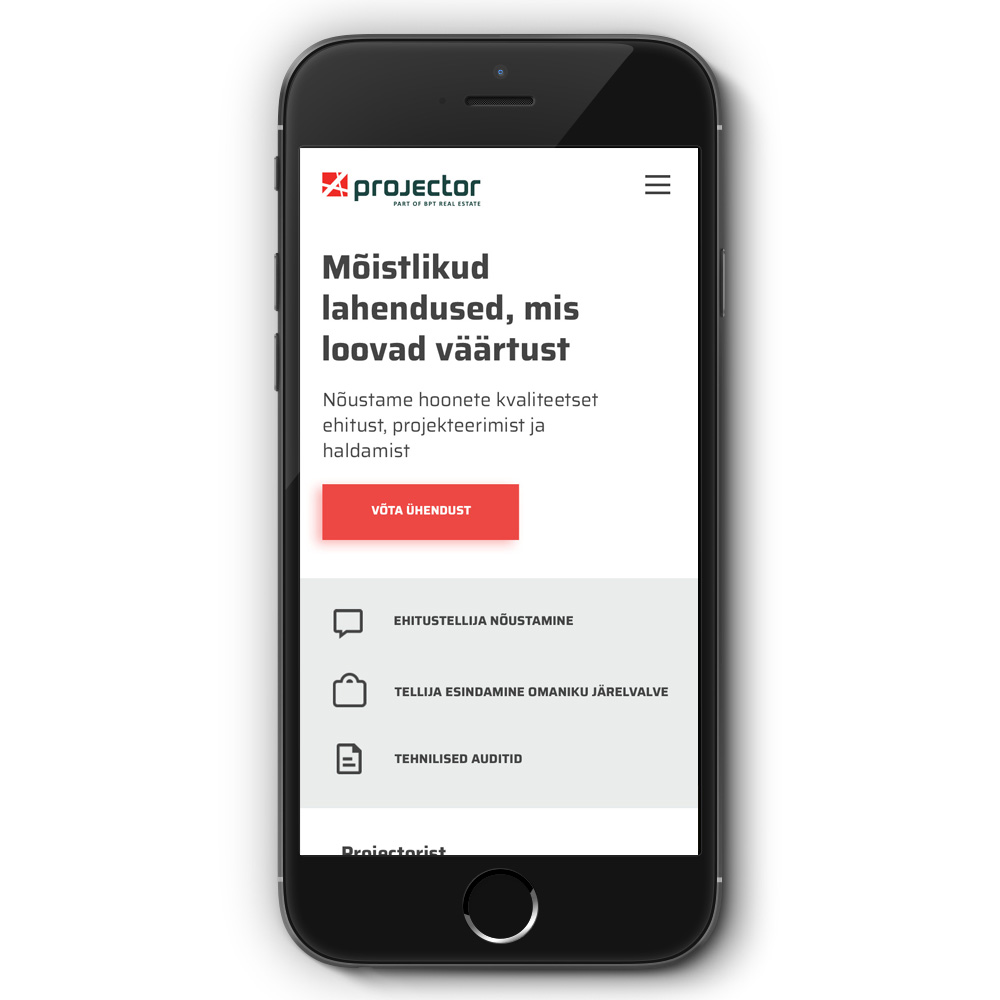 projector
PART OF BPT REAL ESTATE
Mõistlikud
lahendused, mis
loovad väärtust
Nõustame hoonete kvaliteetset
ehitust, projekteerimist ja
haldamist
VÕTA ÜHENDUST
EHITUSTELLIJA NÕUSTAMINE
TELLIJA ESINDAMINE OMANIKU JÄRELVALVE
TEHNILISED AUDITID
Projectorist